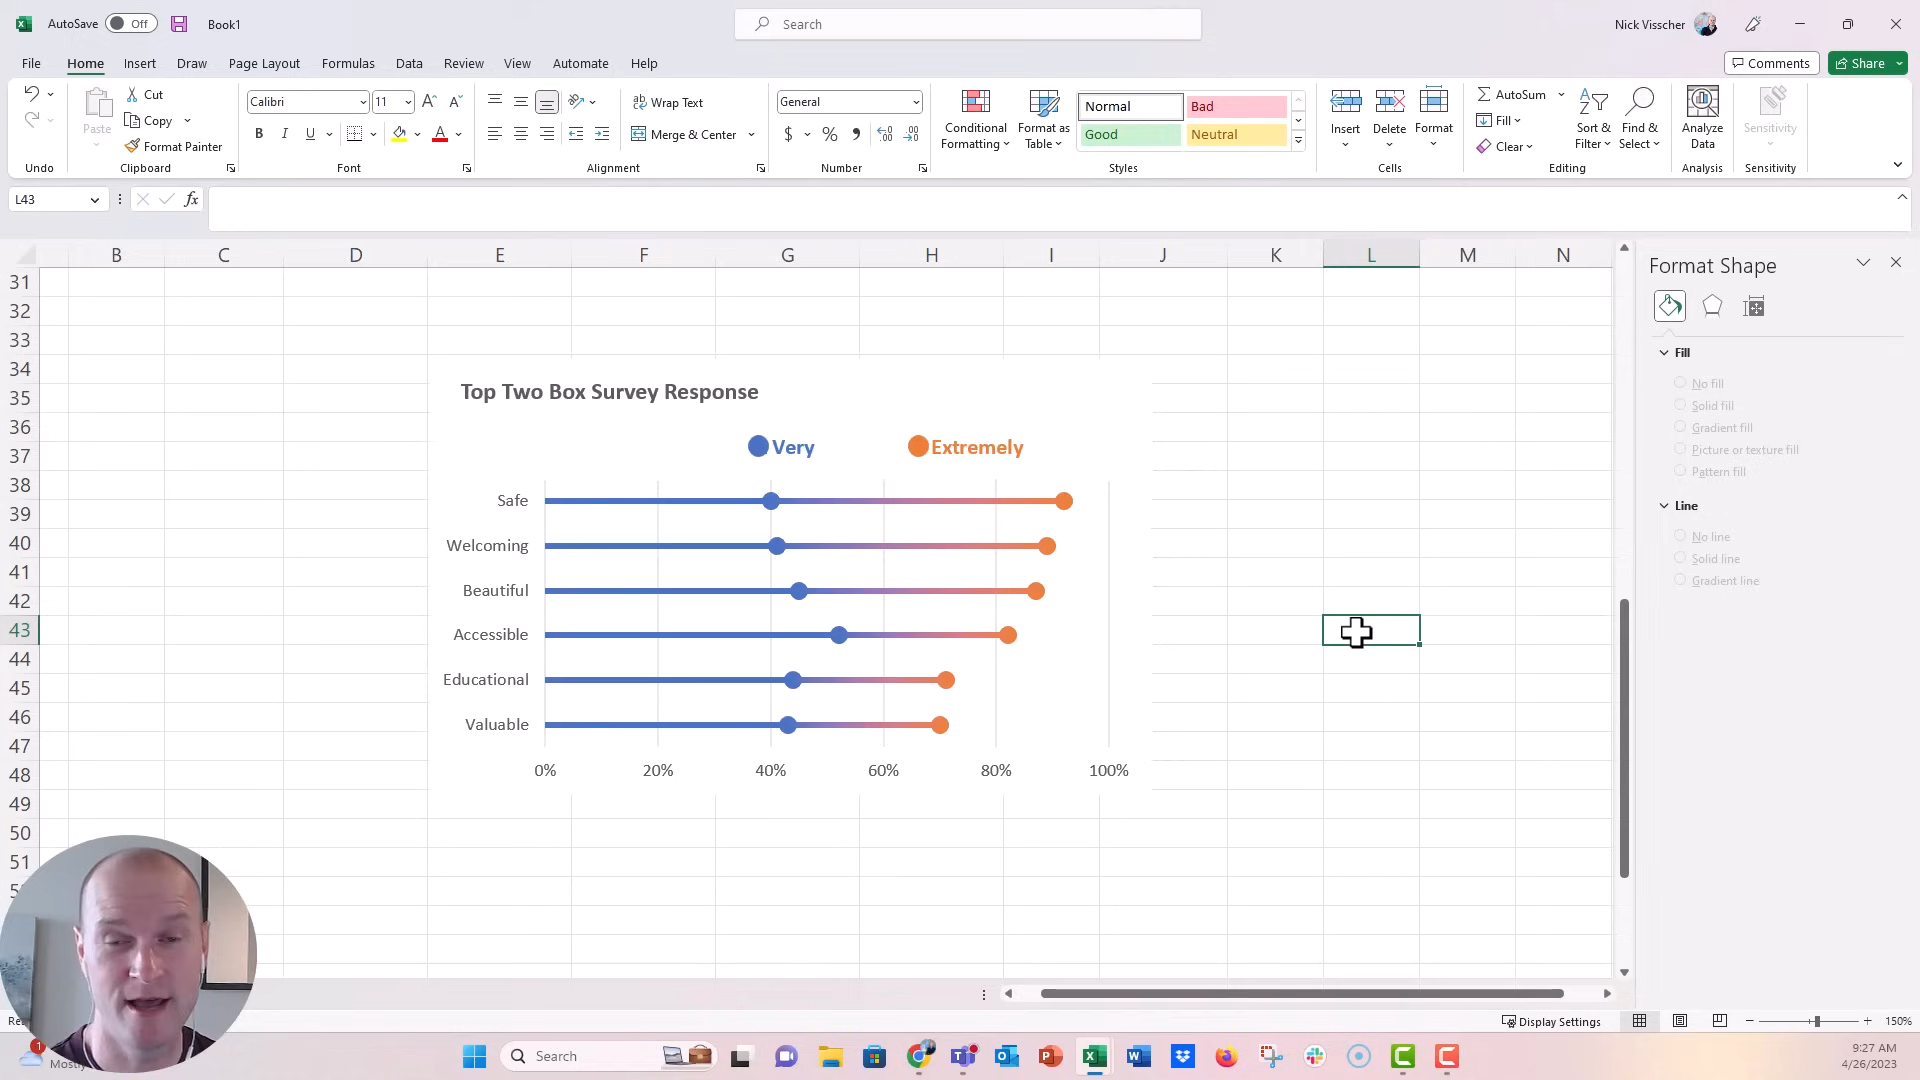 AutoSave Off Book1 Search Nick Visscher
File Home Insert Draw Page Layout Formulas Data Review View Automate Help Comments Share
Paste Cut Copy Format Painter
Calibri 11 B I U A
Wrap Text
Merge & Center
General $ %
Conditional Formatting Format as Table
Normal Bad
Good Neutral
Insert Delete Format
AutoSum
Fill
Clear
Sort & Filter Find & Select
Analyze Data
Sensitivity
Undo Clipboard Font Alignment Number Styles Cells Editing Analysis Sensitivity
L43 fx
B C D E F G H I J K L M N
31
32
33
34
35
36
37
38
39
40
41
42
43
44
45
46
47
48
49
50
51
Top Two Box Survey Response
Very Extremely
Safe
Welcoming
Beautiful
Accessible
Educational
Valuable
0% 20% 40% 60% 80% 100%
Format Shape
Fill
No fill
Solid fill
Gradient fill
Picture or texture fill
Pattern fill
Line
No line
Solid line
Gradient line
Display Settings 150%
1
Search
9:27 AM
4/26/2023